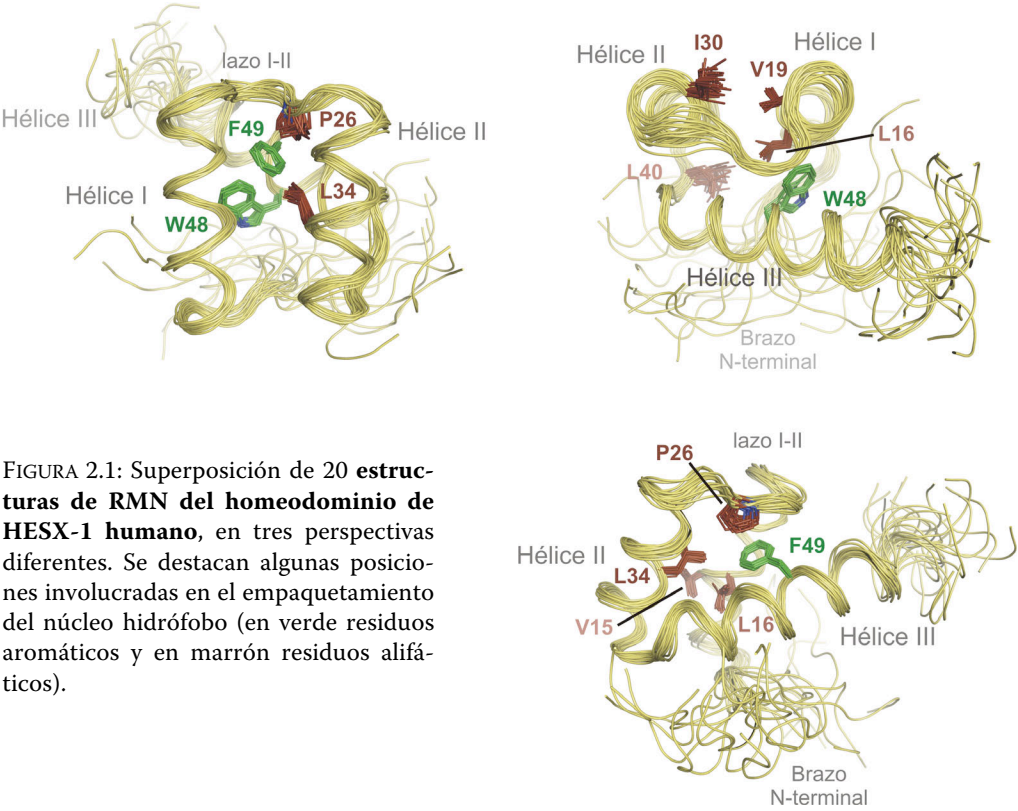 lazo I-II
Hélice III
F49
P26
Hélice II
Hélice I
L34
W48
Hélice II
I30
Hélice I
V19
L16
L40
W48
Hélice III
Brazo
N-terminal
FIGURA 2.1: Superposición de 20 estruc-
turas de RMN del homeodominio de
HESX-1 humano, en tres perspectivas
diferentes. Se destacan algunas posicio-
nes involucradas en el empaquetamiento
del núcleo hidrófobo (en verde residuos
aromáticos y en marrón residuos alifá-
ticos).
lazo I-II
P26
F49
Hélice II
L34
V15
L16
Hélice III
Brazo
N-terminal